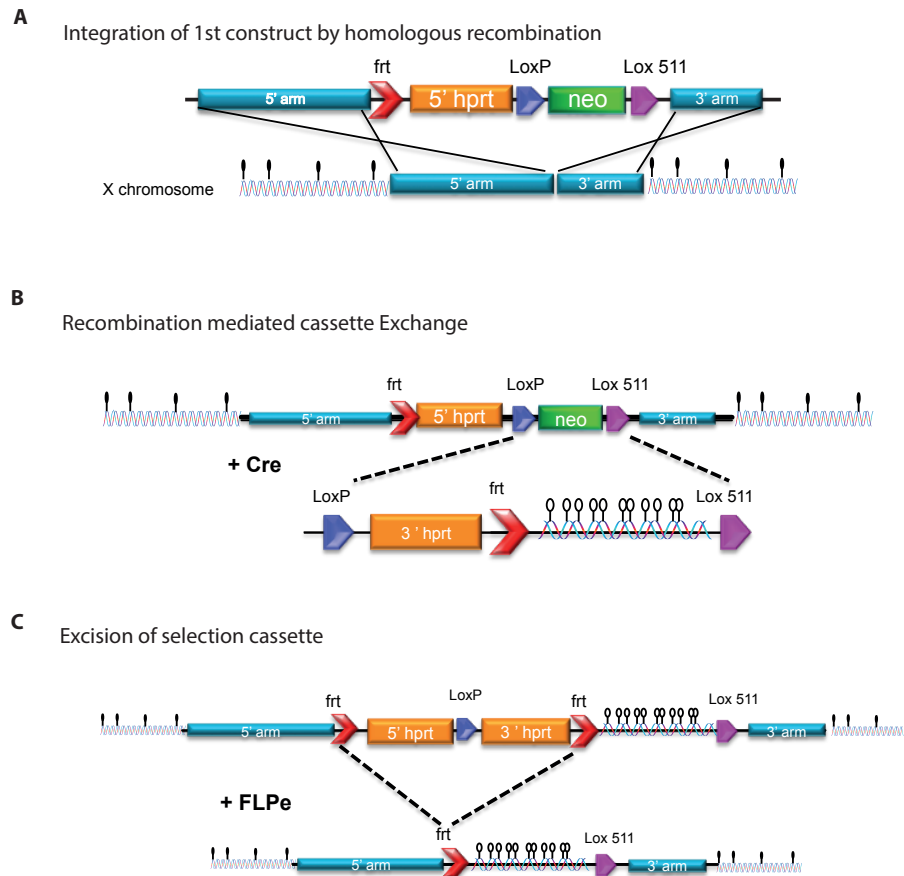 A
Integration of 1st construct by homologous recombination
frt LoxP Lox 511
5' arm 5' hprt neo 3' arm
X chromosome 5' arm 3' arm
B
Recombination mediated cassette Exchange
frt LoxP Lox 511
5' arm 5' hprt neo 3' arm
+ Cre
LoxP frt Lox 511
3 ' hprt
C
Excision of selection cassette
frt LoxP frt Lox 511
5' arm 5' hprt 3 ' hprt 3' arm
+ FLPe
frt Lox 511
5' arm 3' arm